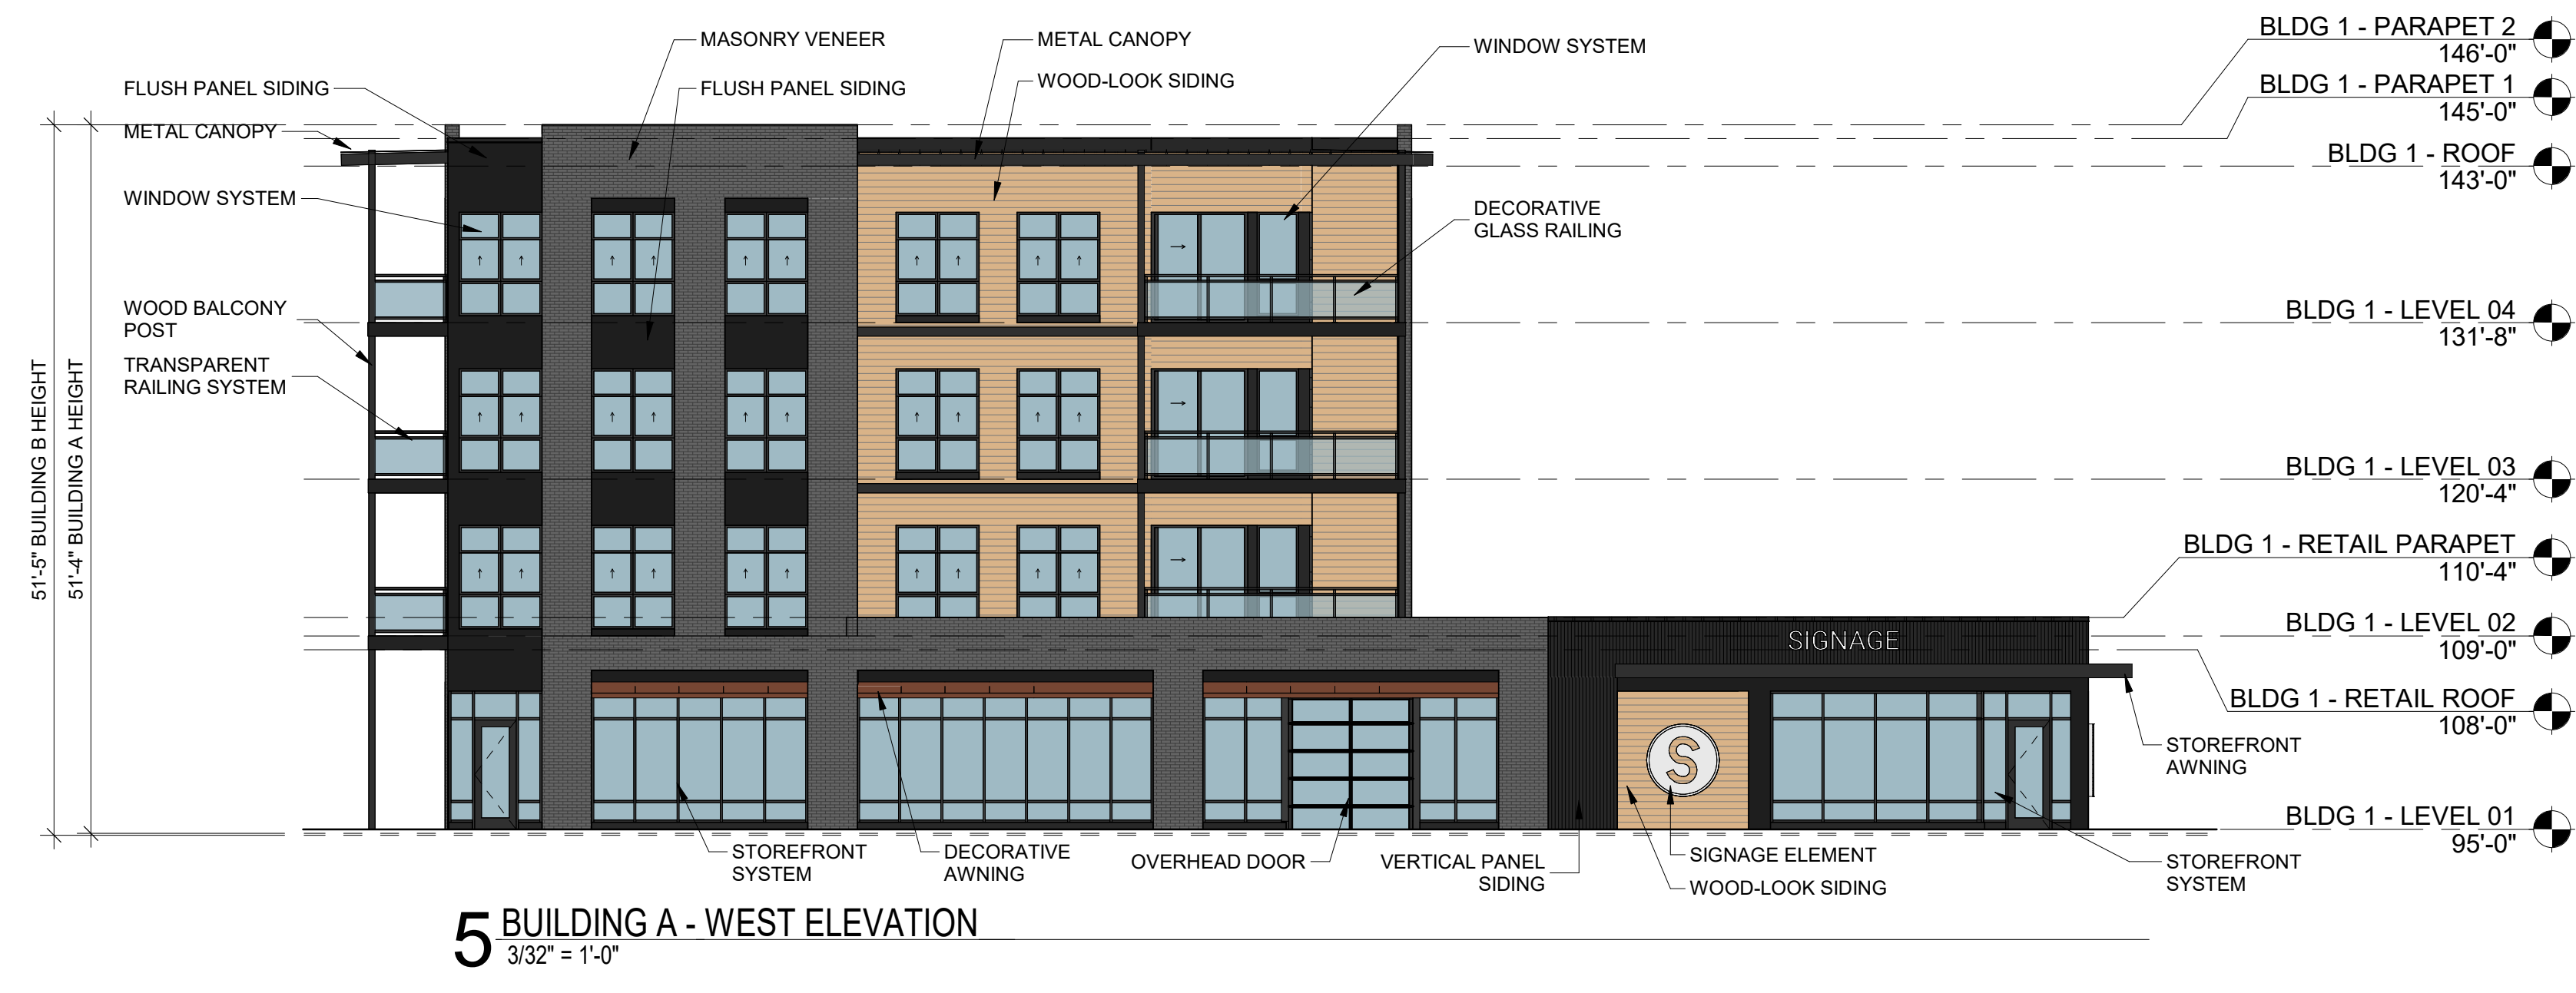 MASONRY VENEER
METAL CANOPY
WINDOW SYSTEM
BLDG 1 - PARAPET 2
146'-0"
FLUSH PANEL SIDING
FLUSH PANEL SIDING
WOOD-LOOK SIDING
BLDG 1 - PARAPET 1
145'-0"
METAL CANOPY
BLDG 1 - ROOF
143'-0"
WINDOW SYSTEM
DECORATIVE
GLASS RAILING
WOOD BALCONY
POST
BLDG 1 - LEVEL 04
131'-8"
TRANSPARENT
RAILING SYSTEM
51'-5" BUILDING B HEIGHT
51'-4" BUILDING A HEIGHT
BLDG 1 - LEVEL 03
120'-4"
BLDG 1 - RETAIL PARAPET
110'-4"
BLDG 1 - LEVEL 02
109'-0"
SIGNAGE
BLDG 1 - RETAIL ROOF
108'-0"
S
STOREFRONT
AWNING
BLDG 1 - LEVEL 01
95'-0"
STOREFRONT
SYSTEM
DECORATIVE
AWNING
OVERHEAD DOOR
VERTICAL PANEL
SIDING
SIGNAGE ELEMENT
WOOD-LOOK SIDING
STOREFRONT
SYSTEM
5 BUILDING A - WEST ELEVATION
3/32" = 1'-0"